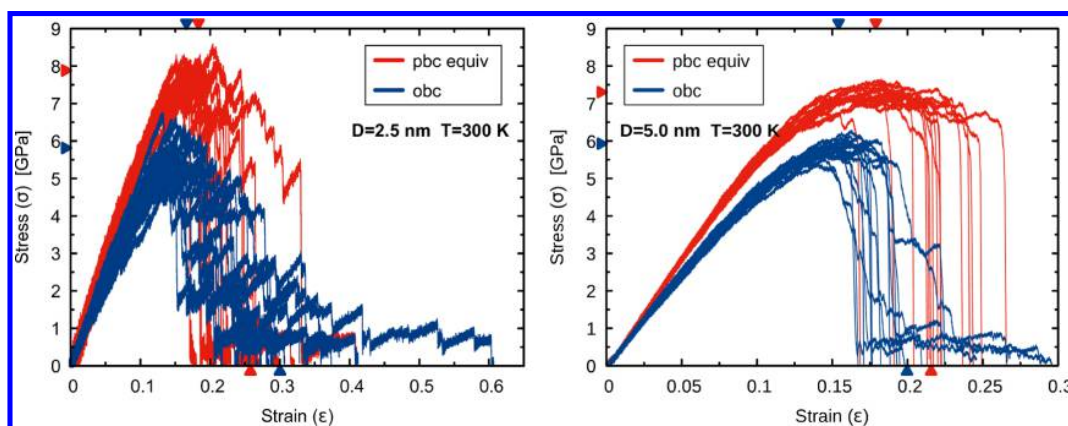 9
8
7
6
5
4
3
2
1
0
Stress (σ) [GPa]
pbc equiv
obc
D=2.5 nm T=300 K
0 0.1 0.2 0.3 0.4 0.5 0.6
Strain (ε)
9
8
7
6
5
4
3
2
1
0
Stress (σ) [GPa]
pbc equiv
obc
D=5.0 nm T=300 K
0 0.05 0.1 0.15 0.2 0.25 0.3
Strain (ε)